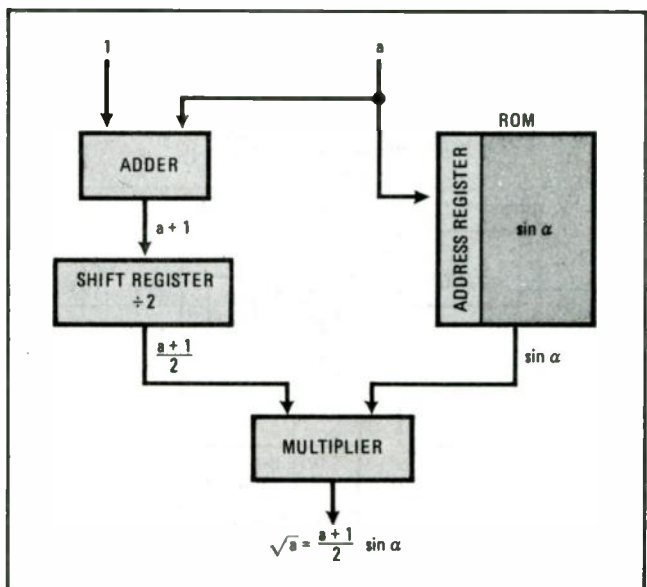 1
a
ROM
ADDER
ADDRESS REGISTER
sin α
a + 1
SHIFT REGISTER
÷2
a + 1
2
sin α
MULTIPLIER
√a = a + 1
2 sin α